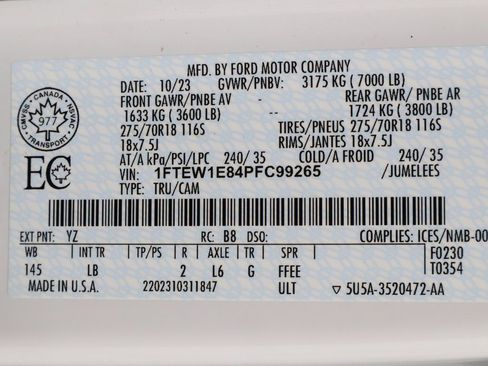 MFD. BY FORD MOTOR COMPANY
DATE: 10/23 GVWR/PNBV: 3175 KG ( 7000 LB)
FRONT GAWR/PNBE AV REAR GAWR/ PNBE AR
1633 KG ( 3600 LB) -- 1724 KG ( 3800 LB)
275/70R18 116S TIRES/PNEUS 275/70R18 116S
18x7.5J -- RIMS/JANTES 18x7.5J
AT/A kPa/PSI/LPC 240/ 35 COLD/A FROID 240/ 35
VIN: 1FTEW1E84PFC99265 /JUMELEES
TYPE: TRU/CAM
CANADA
CMVSS NSVAC
977
TRANSPORT
EC
EXT PNT: YZ RC: B8 DSO: COMPLIES: ICES/NMB-00
WB INT TR TP/PS R AXLE TR SPR F0230
145 LB 2 L6 G FFEE T0354
MADE IN U.S.A. 2202310311847 ULT ▽ 5U5A-3520472-AA